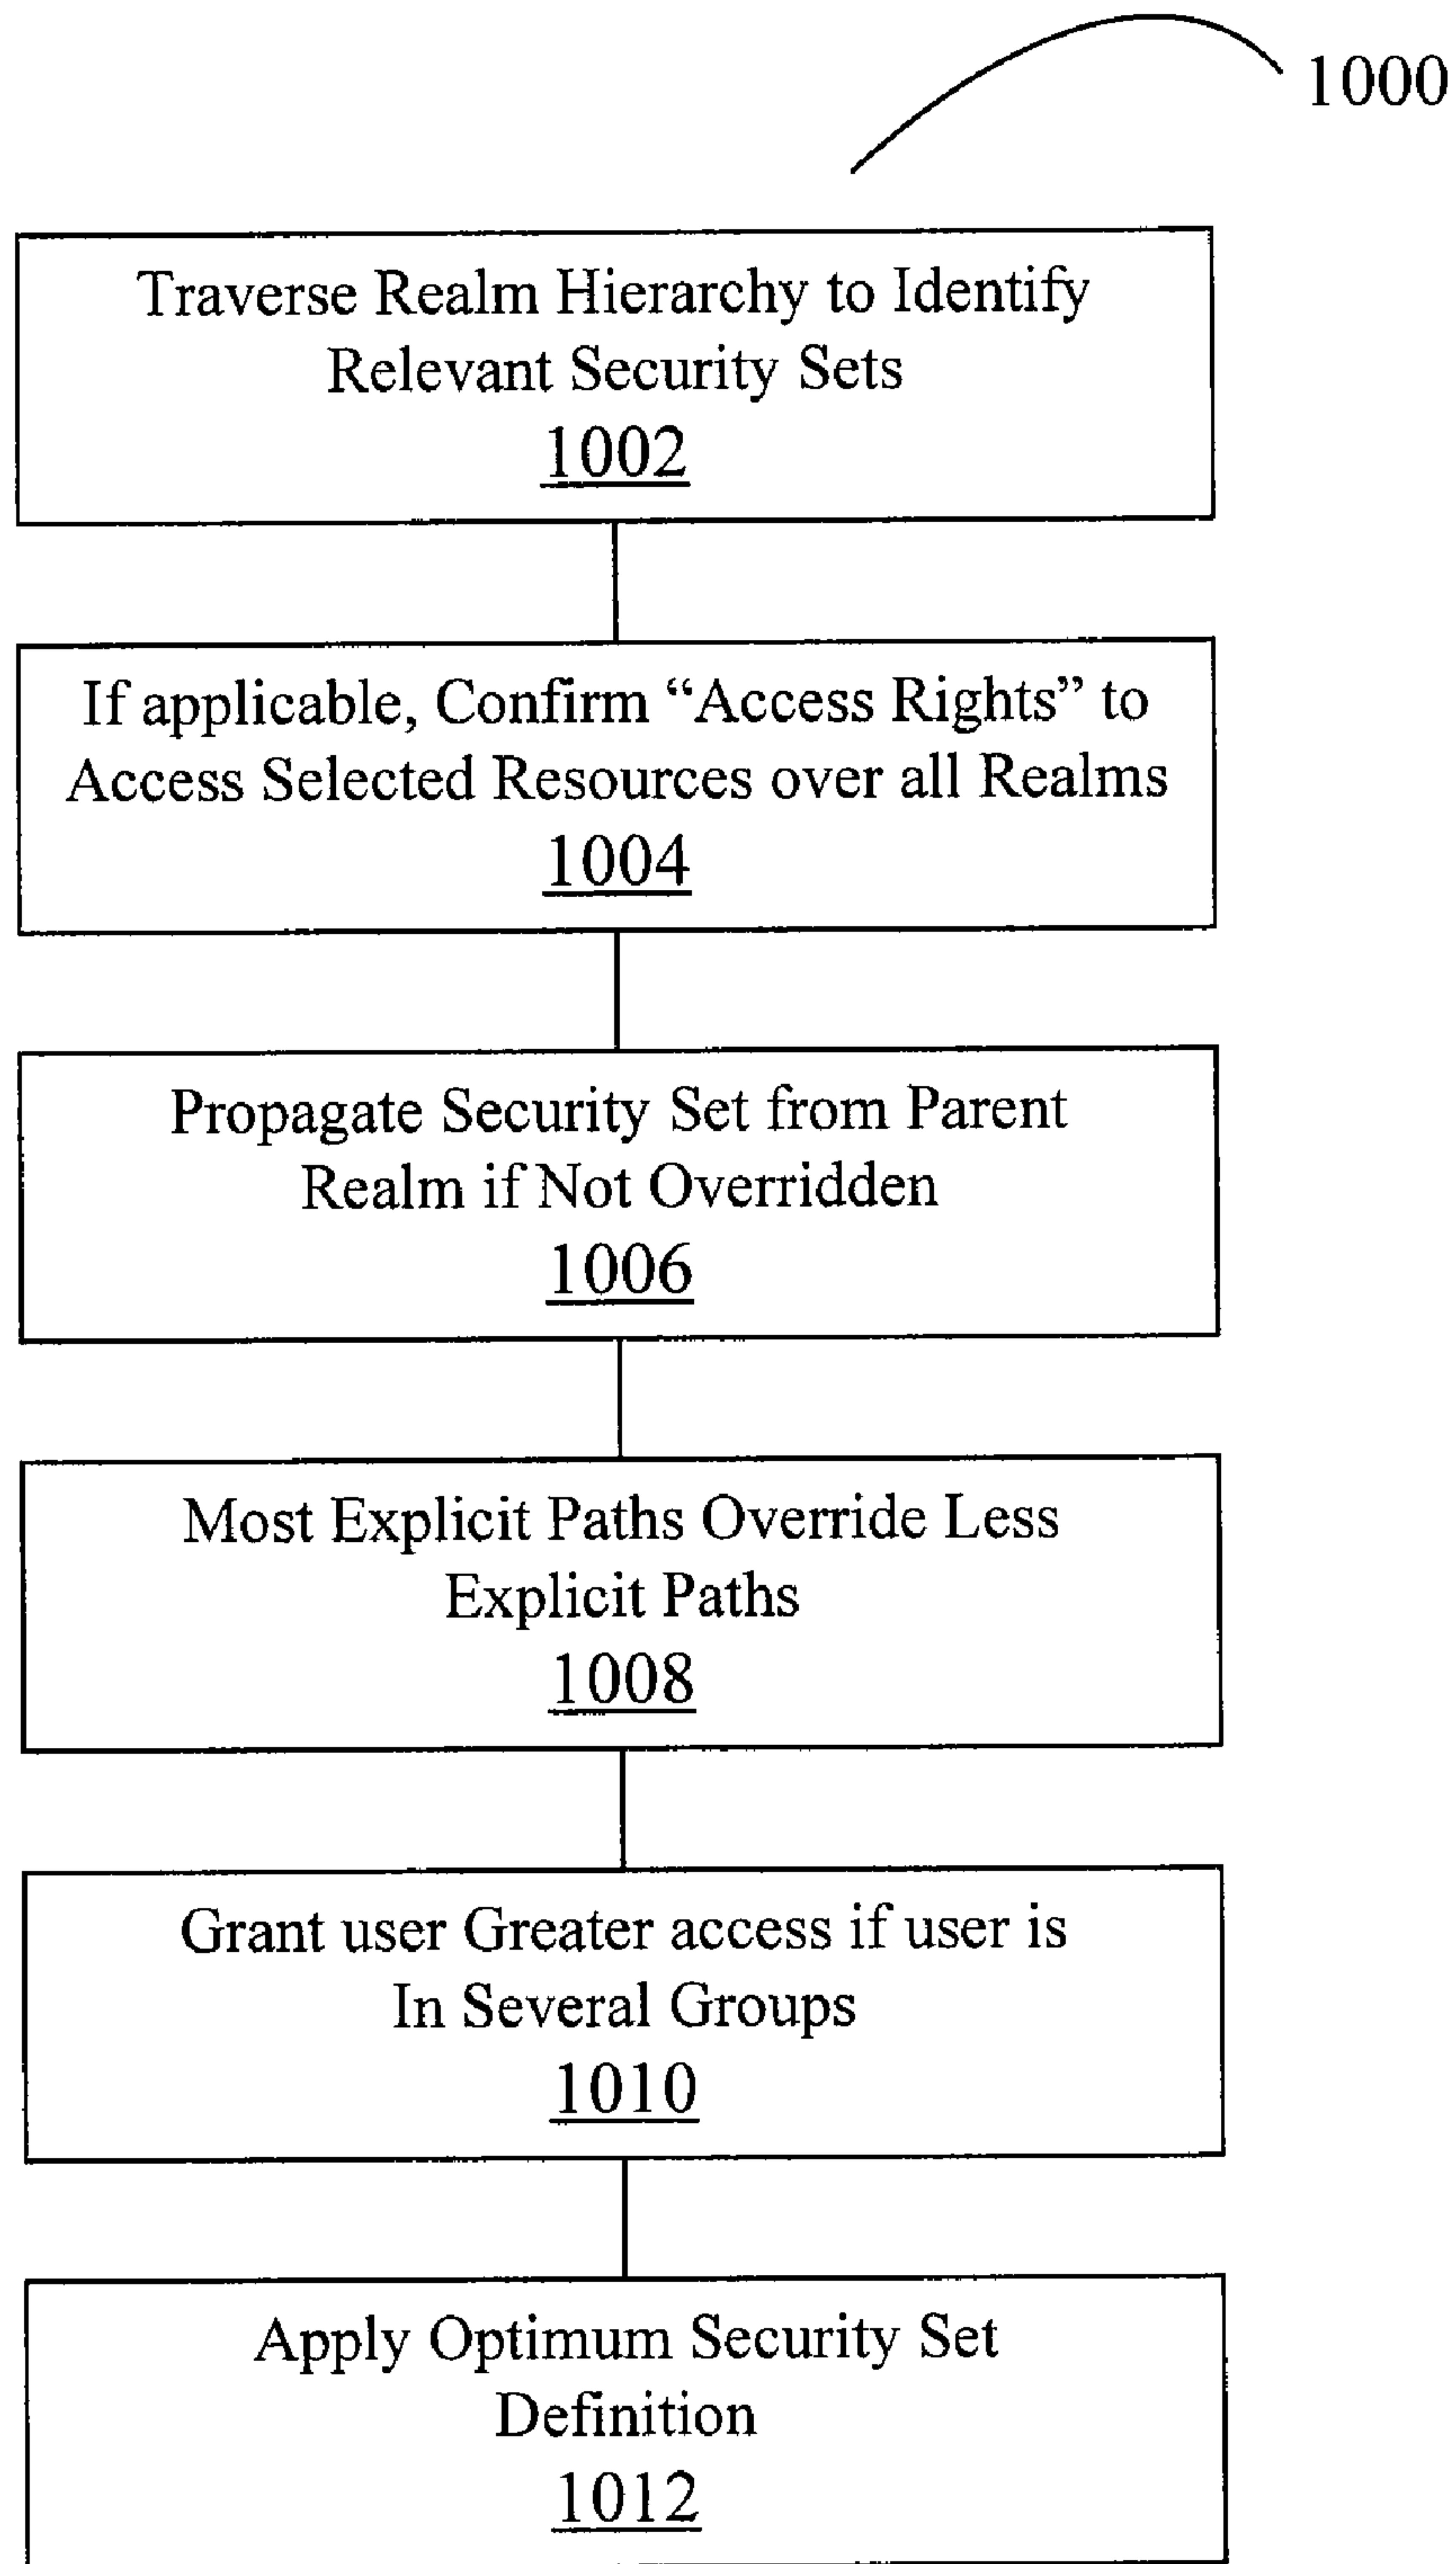 1000
Traverse Realm Hierarchy to Identify
Relevant Security Sets
1002
If applicable, Confirm “Access Rights” to
Access Selected Resources over all Realms
1004
Propagate Security Set from Parent
Realm if Not Overridden
1006
Most Explicit Paths Override Less
Explicit Paths
1008
Grant user Greater access if user is
In Several Groups
1010
Apply Optimum Security Set
Definition
1012